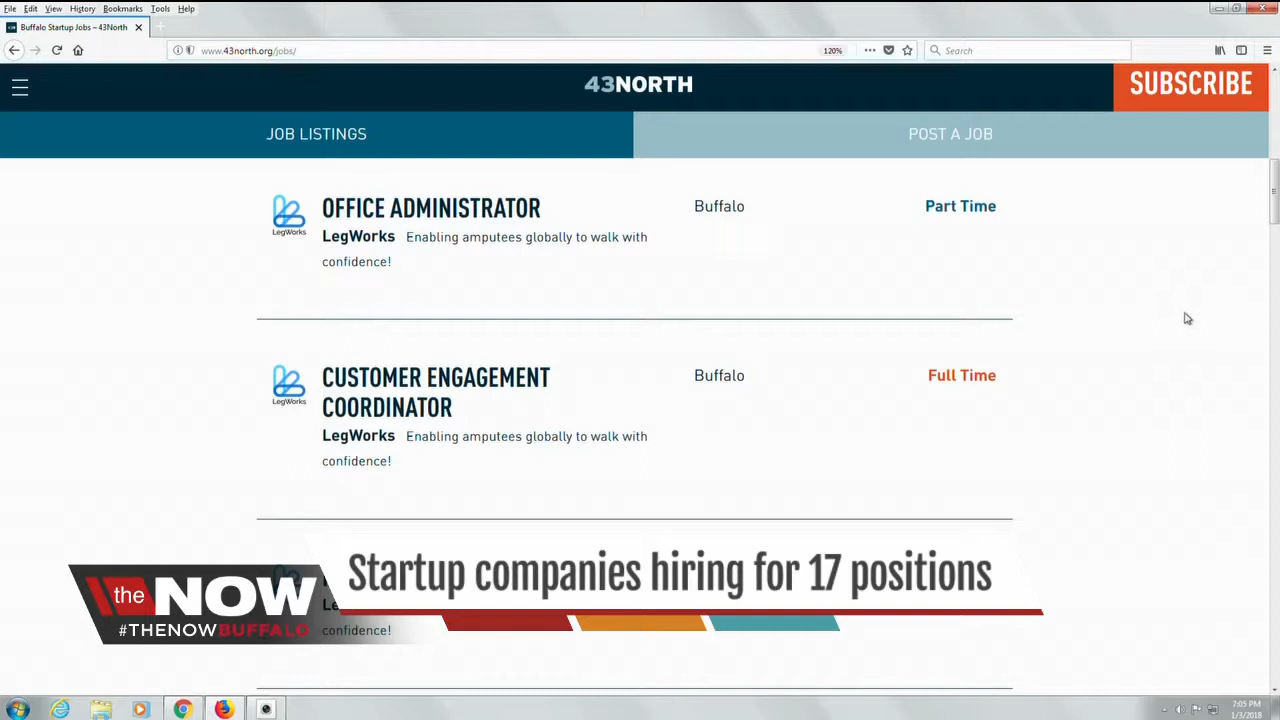 File Edit View History Bookmarks Tools Help
Buffalo Startup Jobs – 43North
www.43north.org/jobs/
120%
Search
43NORTH
SUBSCRIBE
JOB LISTINGS
POST A JOB
LegWorks
OFFICE ADMINISTRATOR
Buffalo
Part Time
LegWorks Enabling amputees globally to walk with
confidence!
LegWorks
CUSTOMER ENGAGEMENT
COORDINATOR
Buffalo
Full Time
LegWorks Enabling amputees globally to walk with
confidence!
Startup companies hiring for 17 positions
the NOW
Le
#THENOWBUFFALO
confidence!
7:05 PM
1/3/2018